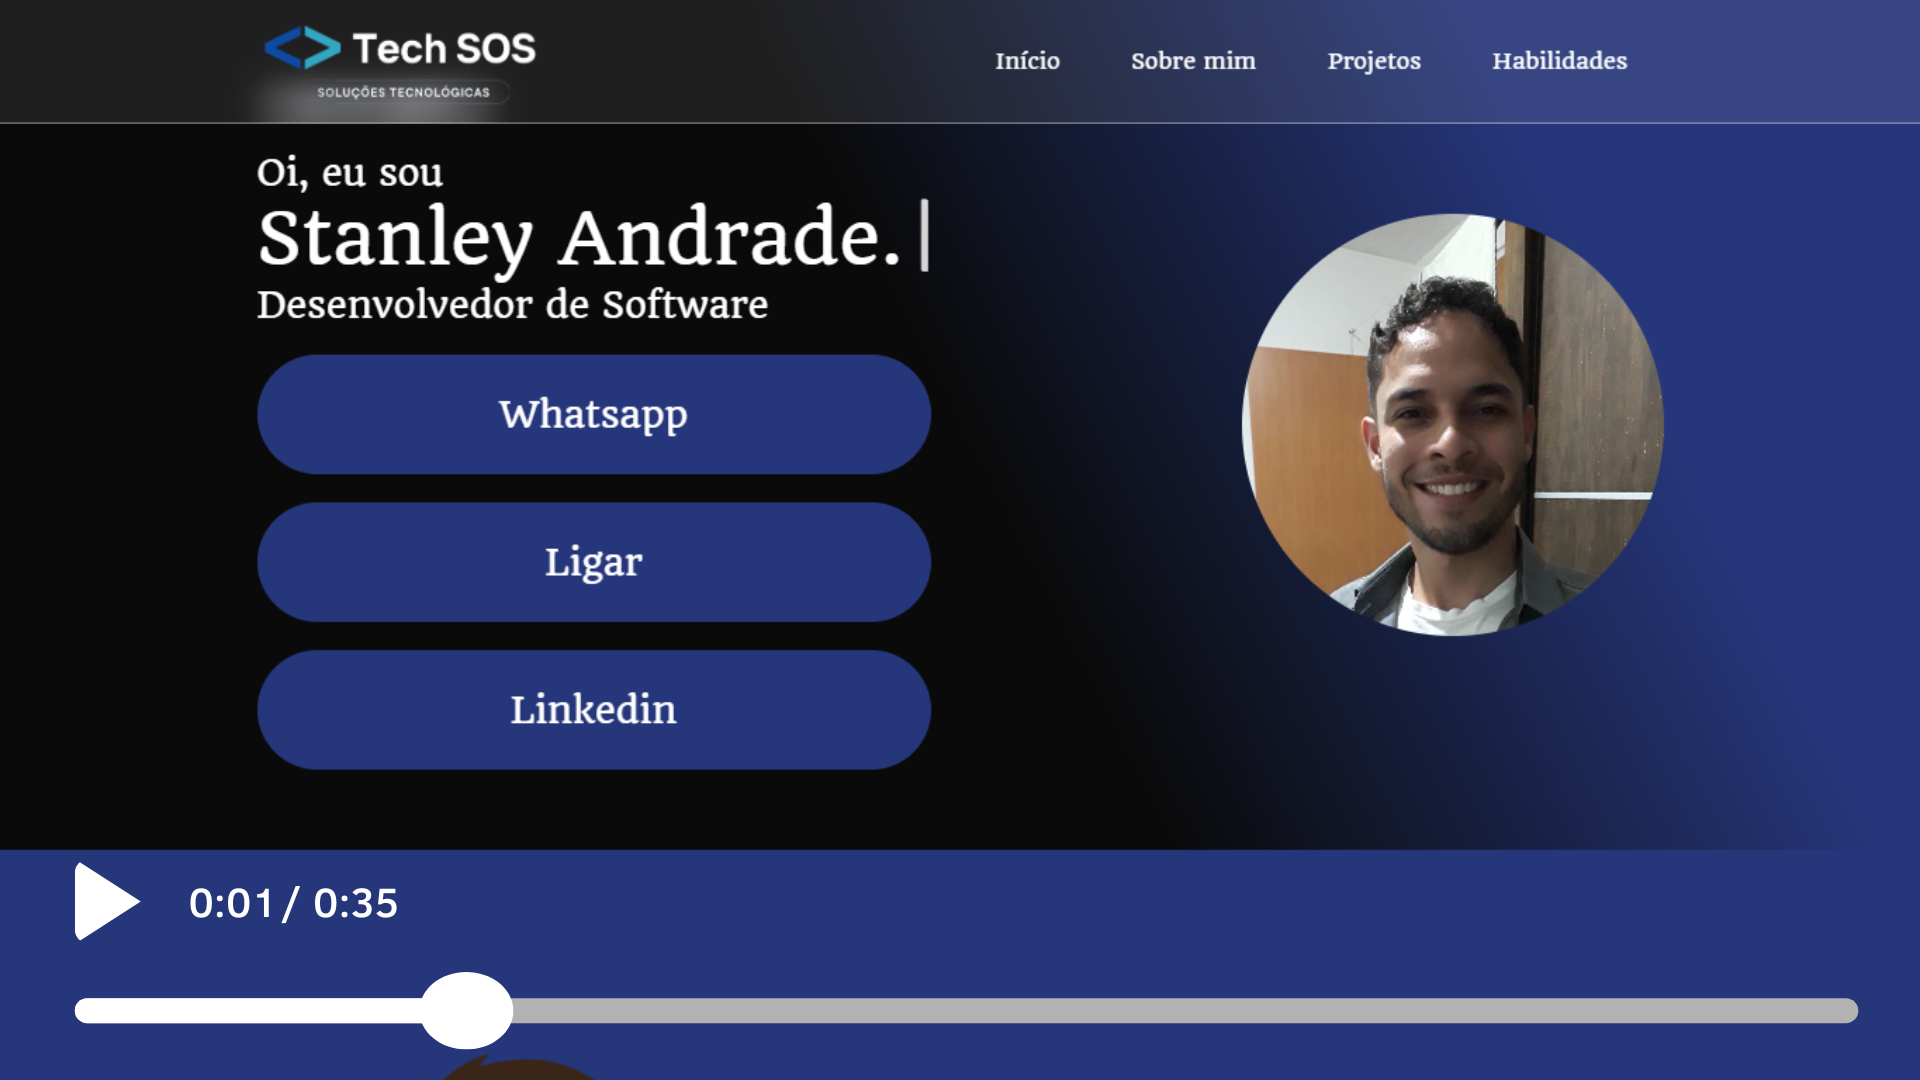 Tech SOS
SOLUÇÕES TECNOLÓGICAS
Início
Sobre mim
Projetos
Habilidades
Oi, eu sou
Stanley Andrade.
Desenvolvedor de Software
Whatsapp
Ligar
Linkedin
0:01/ 0:35